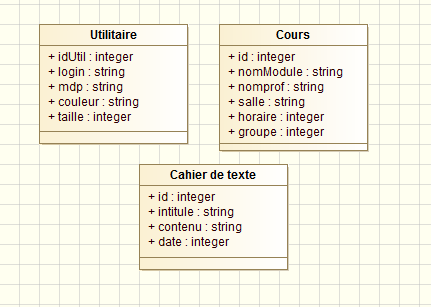 Utilitaire
+ idUtil : integer
+ login : string
+ mdp : string
+ couleur : string
+ taille : integer
Cours
+ id : integer
+ nomModule : string
+ nomprof : string
+ salle : string
+ horaire : integer
+ groupe : integer
Cahier de texte
+ id : integer
+ intitule : string
+ contenu : string
+ date : integer